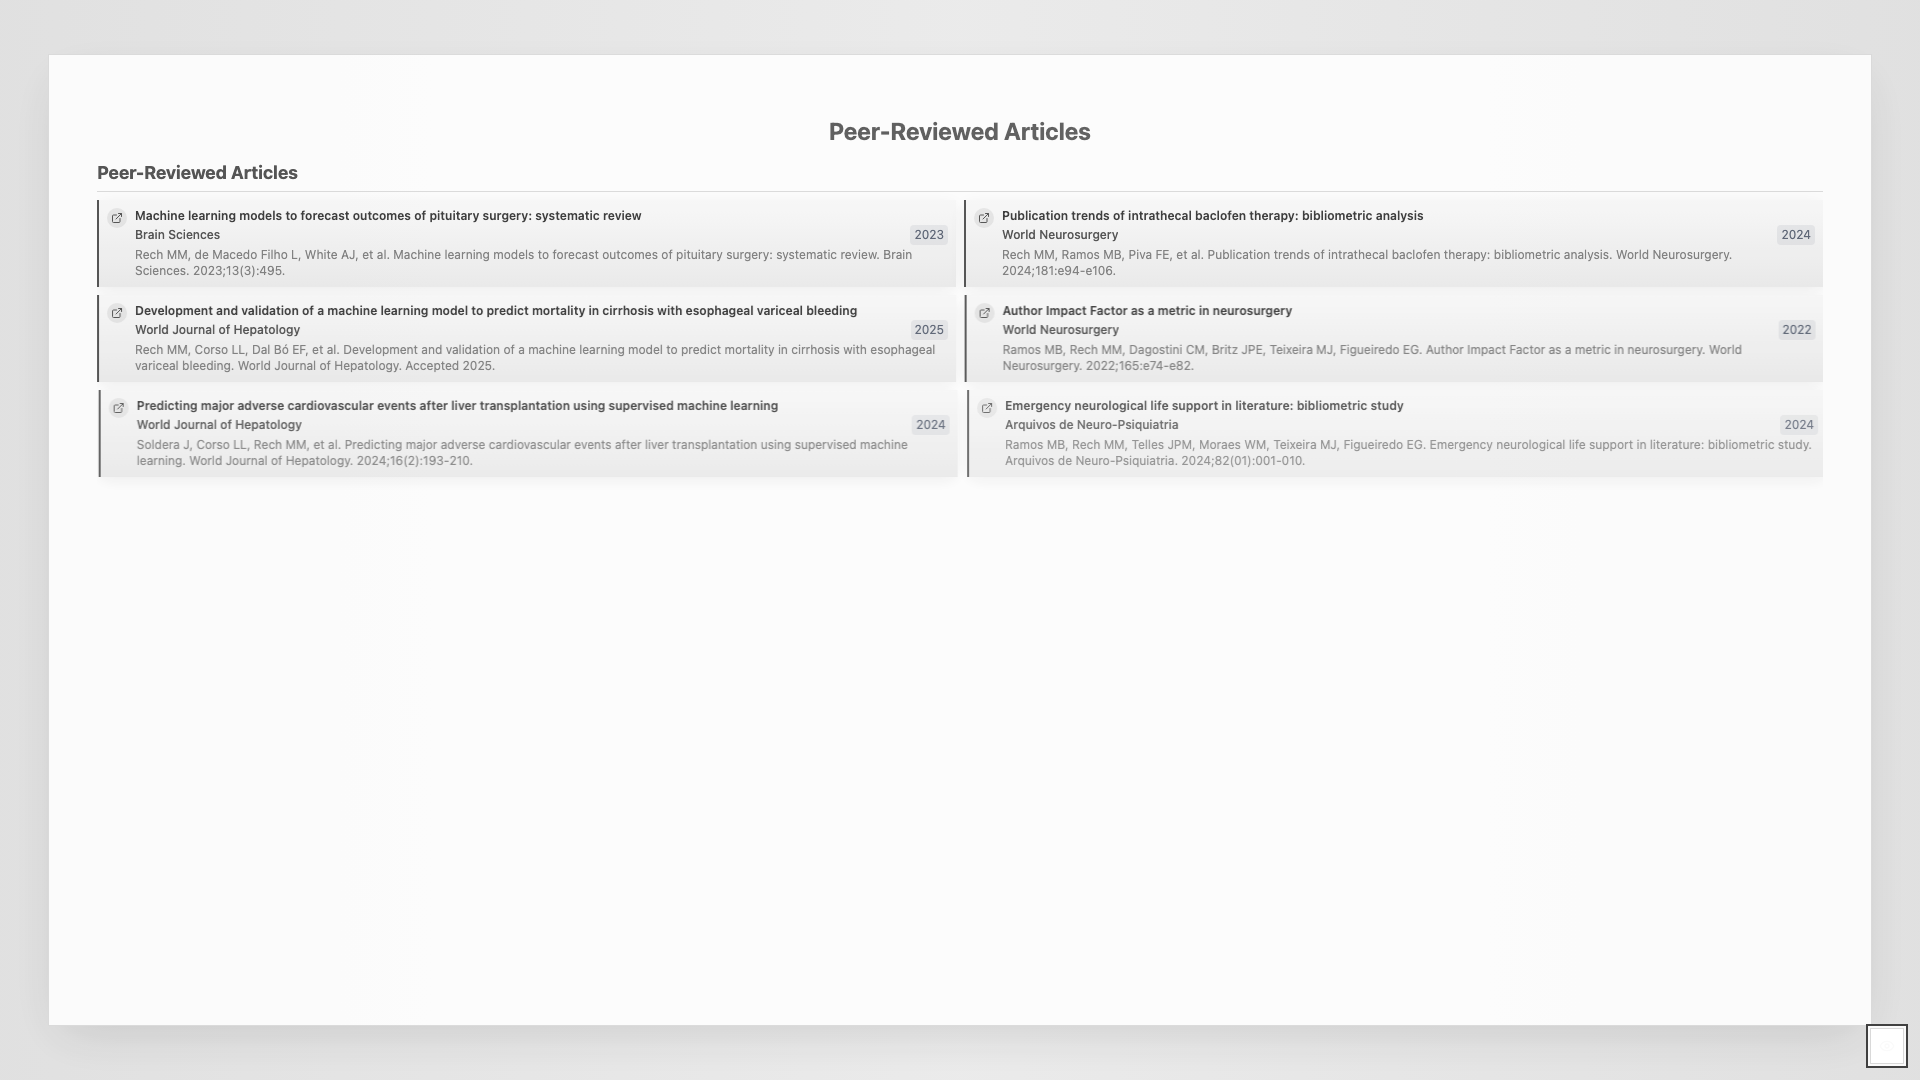 Peer-Reviewed Articles
Peer-Reviewed Articles
Machine learning models to forecast outcomes of pituitary surgery: systematic review
Brain Sciences
2023
Rech MM, de Macedo Filho L, White AJ, et al. Machine learning models to forecast outcomes of pituitary surgery: systematic review. Brain
Sciences. 2023;13(3):495.
Publication trends of intrathecal baclofen therapy: bibliometric analysis
World Neurosurgery
2024
Rech MM, Ramos MB, Piva FE, et al. Publication trends of intrathecal baclofen therapy: bibliometric analysis. World Neurosurgery.
2024;181:e94-e106.
Development and validation of a machine learning model to predict mortality in cirrhosis with esophageal variceal bleeding
World Journal of Hepatology
2025
Rech MM, Corso LL, Dal Bó EF, et al. Development and validation of a machine learning model to predict mortality in cirrhosis with esophageal
variceal bleeding. World Journal of Hepatology. Accepted 2025.
Author Impact Factor as a metric in neurosurgery
World Neurosurgery
2022
Ramos MB, Rech MM, Dagostini CM, Britz JPE, Teixeira MJ, Figueiredo EG. Author Impact Factor as a metric in neurosurgery. World
Neurosurgery. 2022;165:e74-e82.
Predicting major adverse cardiovascular events after liver transplantation using supervised machine learning
World Journal of Hepatology
2024
Soldera J, Corso LL, Rech MM, et al. Predicting major adverse cardiovascular events after liver transplantation using supervised machine
learning. World Journal of Hepatology. 2024;16(2):193-210.
Emergency neurological life support in literature: bibliometric study
Arquivos de Neuro-Psiquiatria
2024
Ramos MB, Rech MM, Telles JPM, Moraes WM, Teixeira MJ, Figueiredo EG. Emergency neurological life support in literature: bibliometric study.
Arquivos de Neuro-Psiquiatria. 2024;82(01):001-010.